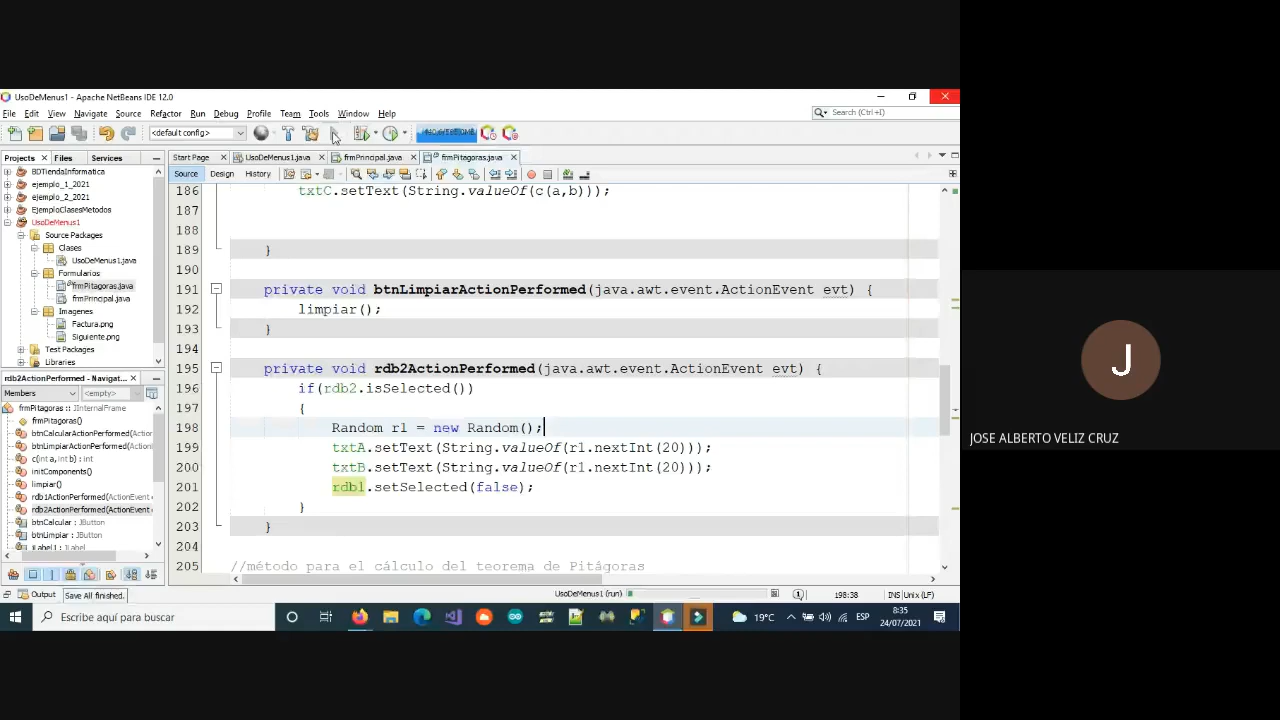 UsoDeMenus1 - Apache NetBeans IDE 12.0
File Edit View Navigate Source Refactor Run Debug Profile Team Tools Window Help
Search (Ctrl+I)
<default config>
Projects Files Services
Start Page UsoDeMenus1.java frmPrincipal.java frmPitagoras.java
Source Design History
BDTiendaInformatica
ejemplo_1_2021
ejemplo_2_2021
EjemploClasesMetodos
UsoDeMenus1
Source Packages
Clases
UsoDeMenus1.java
Formularios
frmPitagoras.java
frmPrincipal.java
Imagenes
Factura.png
Siguiente.png
Test Packages
Libraries
rdb2ActionPerformed - Navigat...
Members <empty>
frmPitagoras :: JInternalFrame
frmPitagoras()
btnCalcularActionPerformed(Action
btnLimpiarActionPerformed(Action
c(int a, int b) : int
initComponents()
limpiar()
rdb1ActionPerformed(ActionEvent
rdb2ActionPerformed(ActionEvent
btnCalcular : JButton
btnLimpiar : JButton
jLabel1 : JLabel
186 txtC.setText(String.valueOf(c(a,b)));
187
188
189 }
190
191 private void btnLimpiarActionPerformed(java.awt.event.ActionEvent evt) {
192 limpiar();
193 }
194
195 private void rdb2ActionPerformed(java.awt.event.ActionEvent evt) {
196 if(rdb2.isSelected())
197 {
198 Random r1 = new Random();
199 txtA.setText(String.valueOf(r1.nextInt(20)));
200 txtB.setText(String.valueOf(r1.nextInt(20)));
201 rdb1.setSelected(false);
202 }
203 }
204
205 //método para el cálculo del teorema de Pitágoras
Output Save All finished. UsoDeMenus1 (run) 198:38 INS Unix (LF)
Escribe aquí para buscar
19°C
ESP
8:35
24/07/2021
J
JOSE ALBERTO VELIZ CRUZ